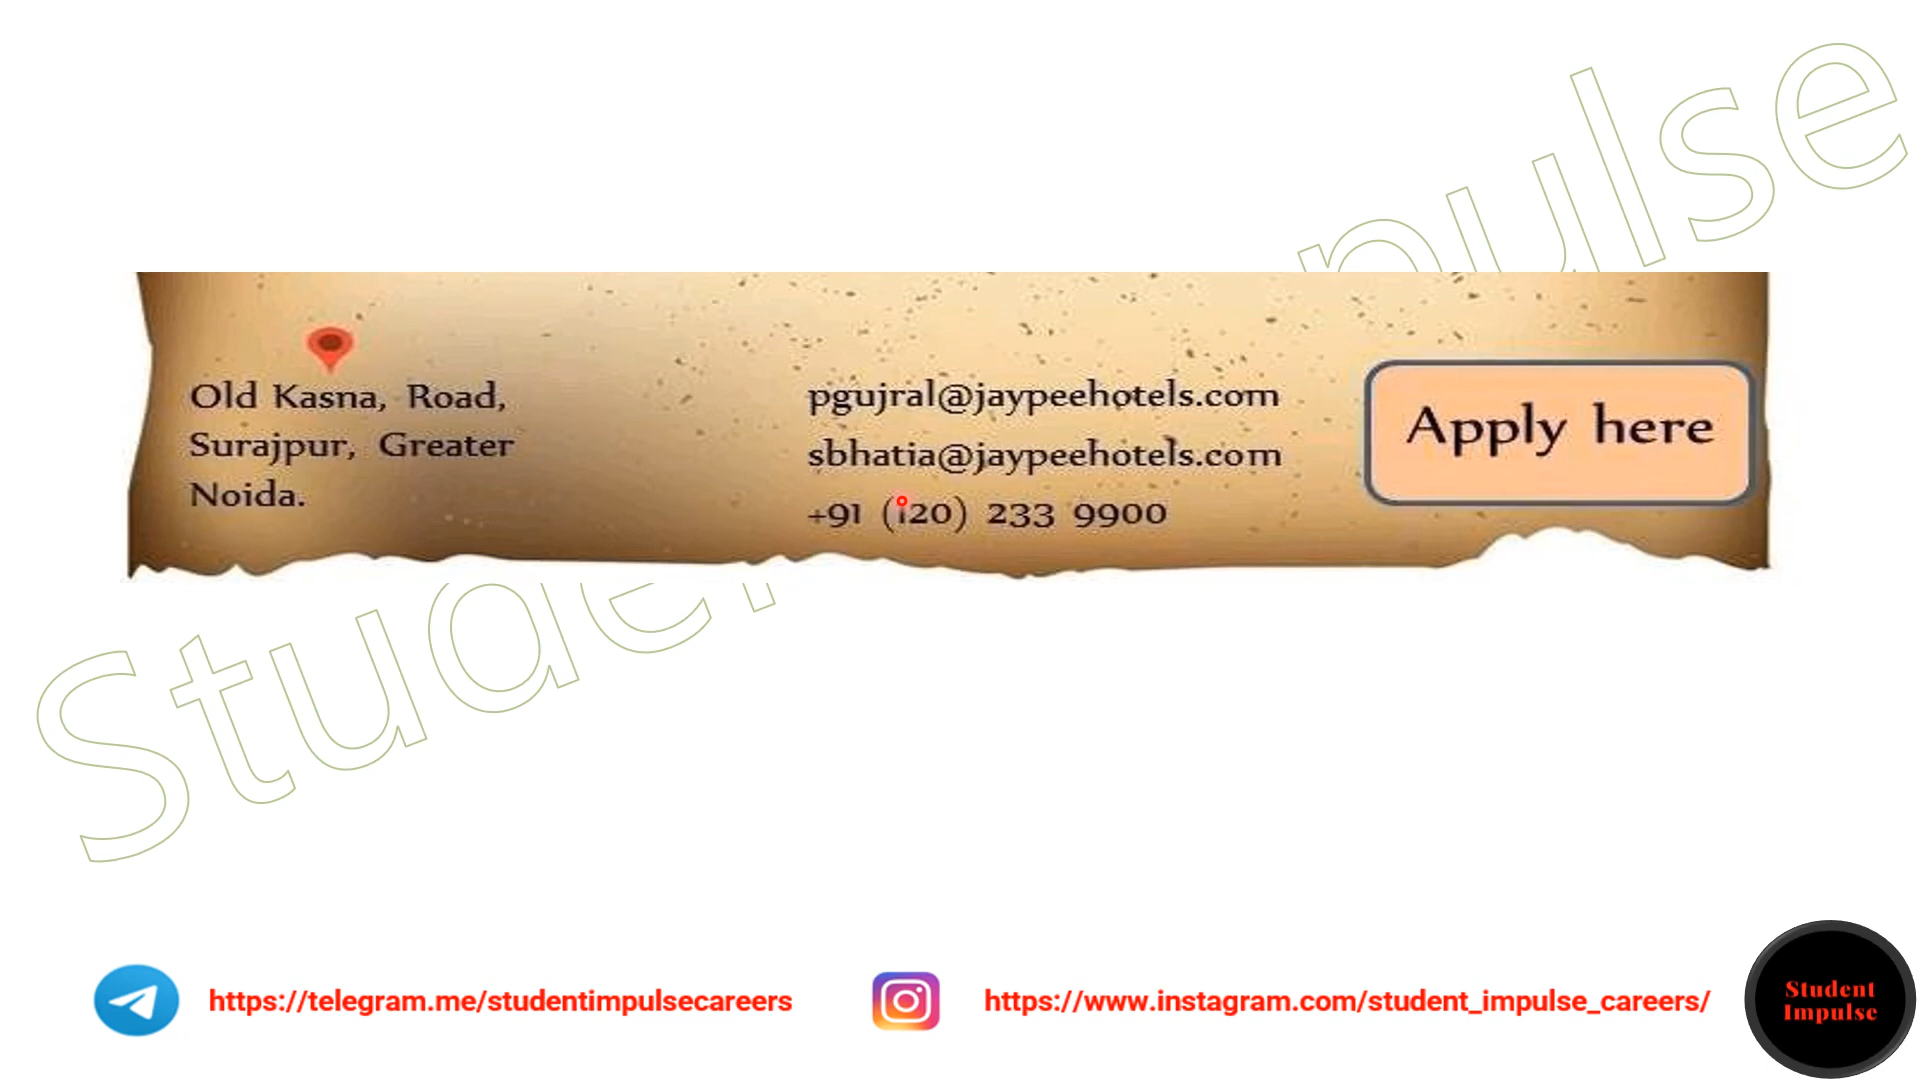 Old Kasna, Road,
Surajpur, Greater
Noida.
pgujral@jaypeehotels.com
sbhatia@jaypeehotels.com
+91 (120) 233 9900
Apply here
https://telegram.me/studentimpulsecareers
https://www.instagram.com/student_impulse_careers/
Student
Impulse